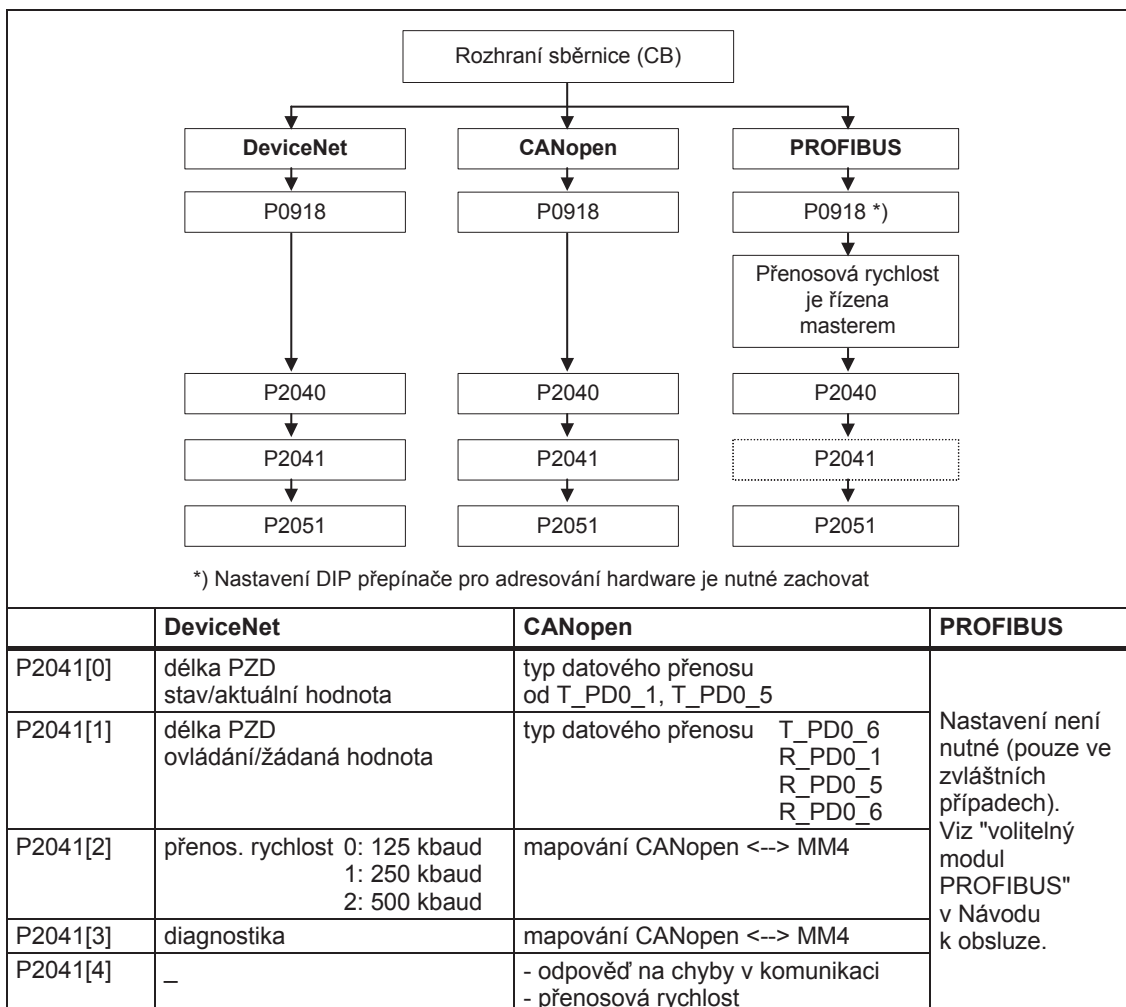 Rozhraní sběrnice (CB)
DeviceNet
CANopen
PROFIBUS
P0918
P0918
P0918 *)
Přenosová rychlost
je řízena
masterem
P2040
P2040
P2040
P2041
P2041
P2041
P2051
P2051
P2051
*) Nastavení DIP přepínače pro adresování hardware je nutné zachovat
DeviceNet
CANopen
PROFIBUS
P2041[0]
délka PZD
stav/aktuální hodnota
typ datového přenosu
od T_PD0_1, T_PD0_5
P2041[1]
délka PZD
ovládání/žádaná hodnota
typ datového přenosu T_PD0_6
R_PD0_1
R_PD0_5
R_PD0_6
P2041[2]
přenos. rychlost 0: 125 kbaud
1: 250 kbaud
2: 500 kbaud
mapování CANopen <--> MM4
P2041[3]
diagnostika
mapování CANopen <--> MM4
P2041[4]
_
- odpověď na chyby v komunikaci
- přenosová rychlost
Nastavení není
nutné (pouze ve
zvláštních
případech).
Viz "volitelný
modul
PROFIBUS"
v Návodu
k obsluze.